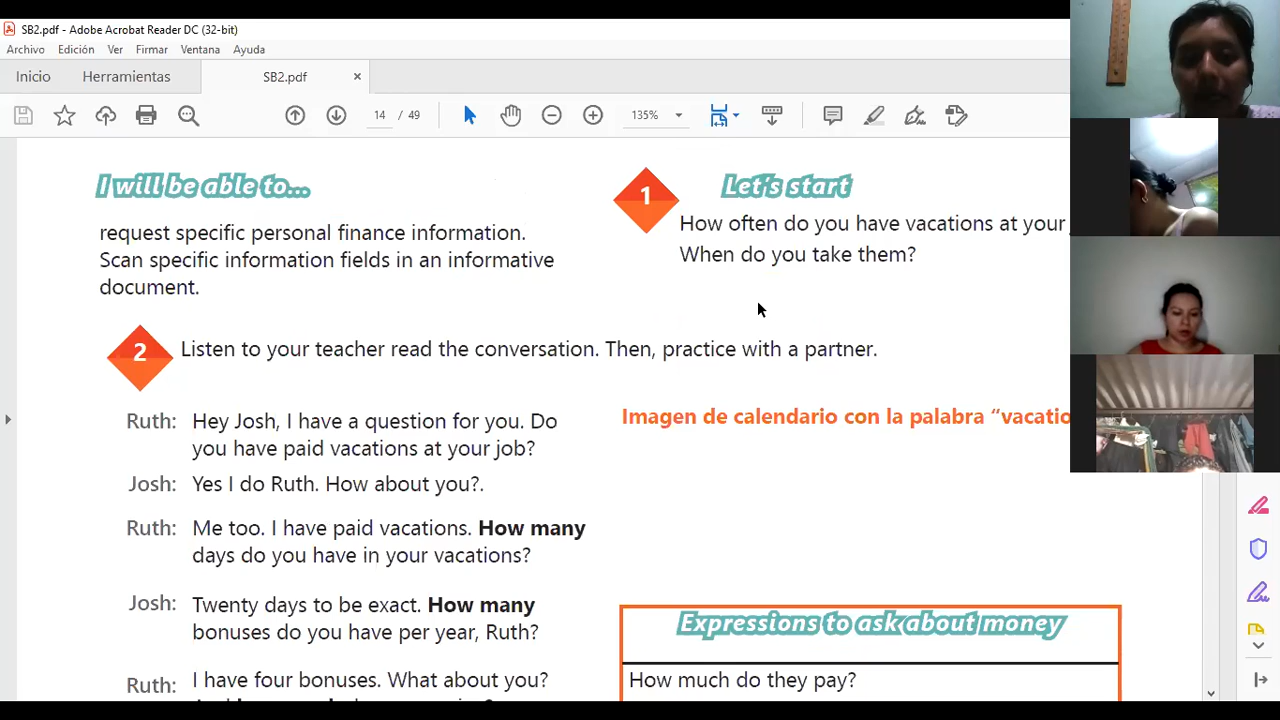 SB2.pdf - Adobe Acrobat Reader DC (32-bit)
Archivo Edición Ver Firmar Ventana Ayuda
Inicio Herramientas SB2.pdf ×
14 / 49 135%
I will be able to...
request specific personal finance information.
Scan specific information fields in an informative
document.
1 Let's start
How often do you have vacations at your
When do you take them?
2 Listen to your teacher read the conversation. Then, practice with a partner.
Ruth: Hey Josh, I have a question for you. Do
you have paid vacations at your job?
Josh: Yes I do Ruth. How about you?.
Ruth: Me too. I have paid vacations. How many
days do you have in your vacations?
Josh: Twenty days to be exact. How many
bonuses do you have per year, Ruth?
Ruth: I have four bonuses. What about you?
Imagen de calendario con la palabra “vacatio
Expressions to ask about money
How much do they pay?